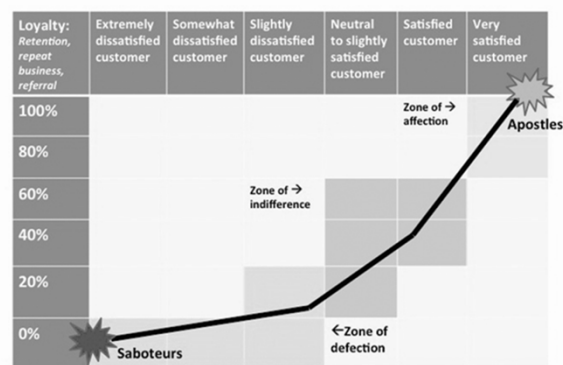 Loyalty:
Retention,
repeat
business,
referral
Extremely
dissatisfied
customer
Somewhat
dissatisfied
customer
Slightly
dissatisfied
customer
Neutral
to slightly
satisfied
customer
Satisfied
customer
Very
satisfied
customer
100%
80%
60%
40%
20%
0%
Zone of →
affection
Apostles
Zone of →
indifference
←Zone of
defection
Saboteurs